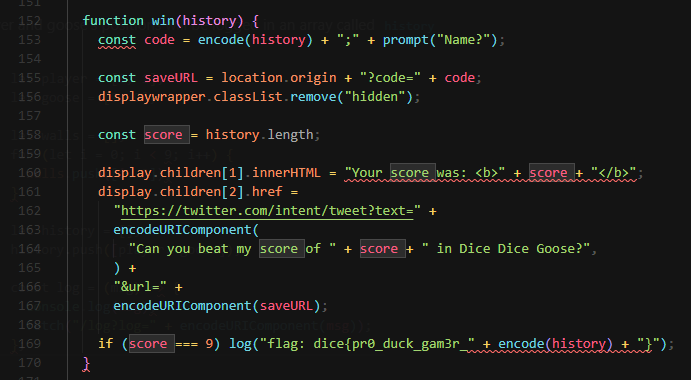 151
152 function win(history) {
153 const code = encode(history) + ";" + prompt("Name?");
154
155 const saveURL = location.origin + "?code=" + code;
156 displaywrapper.classList.remove("hidden");
157
158 const score = history.length;
159
160 display.children[1].innerHTML = "Your score was: <b>" + score + "</b>";
161 display.children[2].href =
162 "https://twitter.com/intent/tweet?text=" +
163 encodeURIComponent(
164 "Can you beat my score of " + score + " in Dice Dice Goose?",
165 ) +
166 "&url=" +
167 encodeURIComponent(saveURL);
168
169 if (score === 9) log("flag: dice{pr0_duck_gam3r_" + encode(history) + "}");
170 }
171